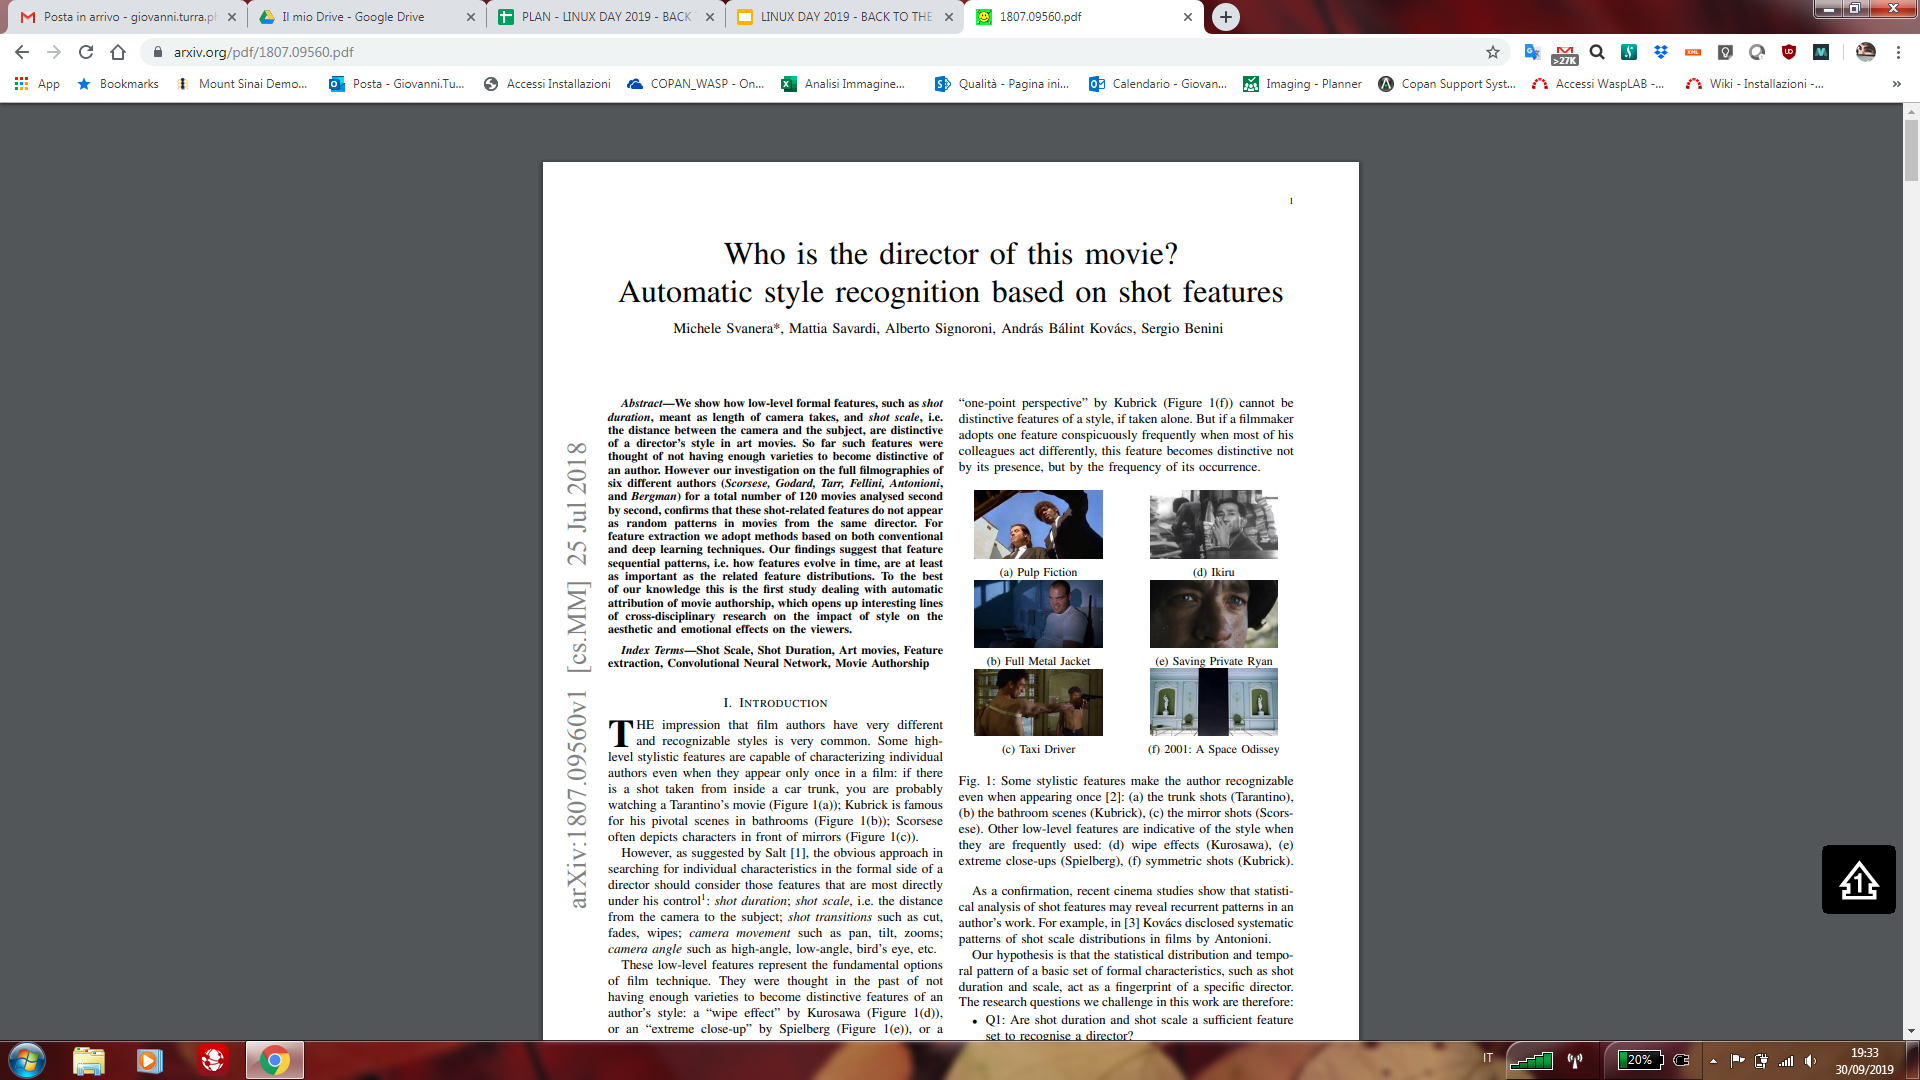 Posta in arrivo - giovanni.turra.ph
Il mio Drive - Google Drive
PLAN - LINUX DAY 2019 - BACK
LINUX DAY 2019 - BACK TO THE
1807.09560.pdf
arxiv.org/pdf/1807.09560.pdf
>27K
App
Bookmarks
Mount Sinai Demo...
Posta - Giovanni.Tu...
Accessi Installazioni
COPAN_WASP - On...
Analisi Immagine...
Qualità - Pagina ini...
Calendario - Giovan...
Imaging - Planner
Copan Support Syst...
Accessi WaspLAB -...
Wiki - Installazioni -...
»
1
Who is the director of this movie?
Automatic style recognition based on shot features
Michele Svanera*, Mattia Savardi, Alberto Signoroni, András Bálint Kovács, Sergio Benini
arXiv:1807.09560v1 [cs.MM] 25 Jul 2018
Abstract—We show how low-level formal features, such as shot
duration, meant as length of camera takes, and shot scale, i.e.
the distance between the camera and the subject, are distinctive
of a director's style in art movies. So far such features were
thought of not having enough varieties to become distinctive of
an author. However our investigation on the full filmographies of
six different authors (Scorsese, Godard, Tarr, Fellini, Antonioni,
and Bergman) for a total number of 120 movies analysed second
by second, confirms that these shot-related features do not appear
as random patterns in movies from the same director. For
feature extraction we adopt methods based on both conventional
and deep learning techniques. Our findings suggest that feature
sequential patterns, i.e. how features evolve in time, are at least
as important as the related feature distributions. To the best
of our knowledge this is the first study dealing with automatic
attribution of movie authorship, which opens up interesting lines
of cross-disciplinary research on the impact of style on the
aesthetic and emotional effects on the viewers.
Index Terms—Shot Scale, Shot Duration, Art movies, Feature
extraction, Convolutional Neural Network, Movie Authorship
I. INTRODUCTION
THE impression that film authors have very different
and recognizable styles is very common. Some high-
level stylistic features are capable of characterizing individual
authors even when they appear only once in a film: if there
is a shot taken from inside a car trunk, you are probably
watching a Tarantino's movie (Figure 1(a)); Kubrick is famous
for his pivotal scenes in bathrooms (Figure 1(b)); Scorsese
often depicts characters in front of mirrors (Figure 1(c)).
However, as suggested by Salt [1], the obvious approach in
searching for individual characteristics in the formal side of a
director should consider those features that are most directly
under his control1: shot duration; shot scale, i.e. the distance
from the camera to the subject; shot transitions such as cut,
fades, wipes; camera movement such as pan, tilt, zooms;
camera angle such as high-angle, low-angle, bird's eye, etc.
These low-level features represent the fundamental options
of film technique. They were thought in the past of not
having enough varieties to become distinctive features of an
author's style: a “wipe effect” by Kurosawa (Figure 1(d)),
or an “extreme close-up” by Spielberg (Figure 1(e)), or a
“one-point perspective” by Kubrick (Figure 1(f)) cannot be
distinctive features of a style, if taken alone. But if a filmmaker
adopts one feature conspicuously frequently when most of his
colleagues act differently, this feature becomes distinctive not
by its presence, but by the frequency of its occurrence.
(a) Pulp Fiction
(d) Ikiru
(b) Full Metal Jacket
(e) Saving Private Ryan
(c) Taxi Driver
(f) 2001: A Space Odissey
Fig. 1: Some stylistic features make the author recognizable
even when appearing once [2]: (a) the trunk shots (Tarantino),
(b) the bathroom scenes (Kubrick), (c) the mirror shots (Scors-
ese). Other low-level features are indicative of the style when
they are frequently used: (d) wipe effects (Kurosawa), (e)
extreme close-ups (Spielberg), (f) symmetric shots (Kubrick).
As a confirmation, recent cinema studies show that statisti-
cal analysis of shot features may reveal recurrent patterns in an
author's work. For example, in [3] Kovács disclosed systematic
patterns of shot scale distributions in films by Antonioni.
Our hypothesis is that the statistical distribution and tempo-
ral pattern of a basic set of formal characteristics, such as shot
duration and scale, act as a fingerprint of a specific director.
The research questions we challenge in this work are therefore:
• Q1: Are shot duration and shot scale a sufficient feature
set to recognise a director?
1
IT
20%
19:33
30/09/2019